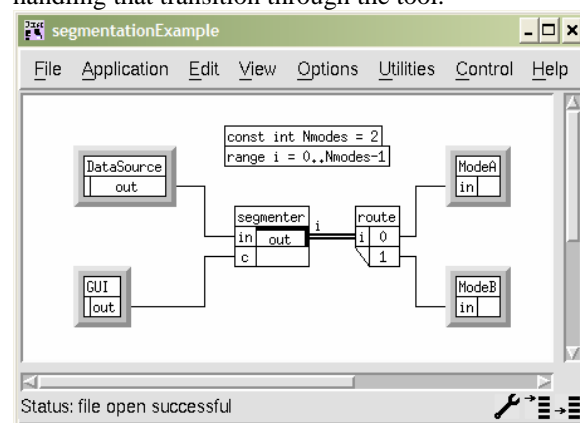 handling that transition through the tool.
segmentationExample
File Application Edit View Options Utilities Control Help
const int Nmodes = 2
range i = 0..Nmodes-1
DataSource
out
ModeA
in
segmenter
in out
c
i
route
i 0
1
GUI
out
ModeB
in
Status: file open successful